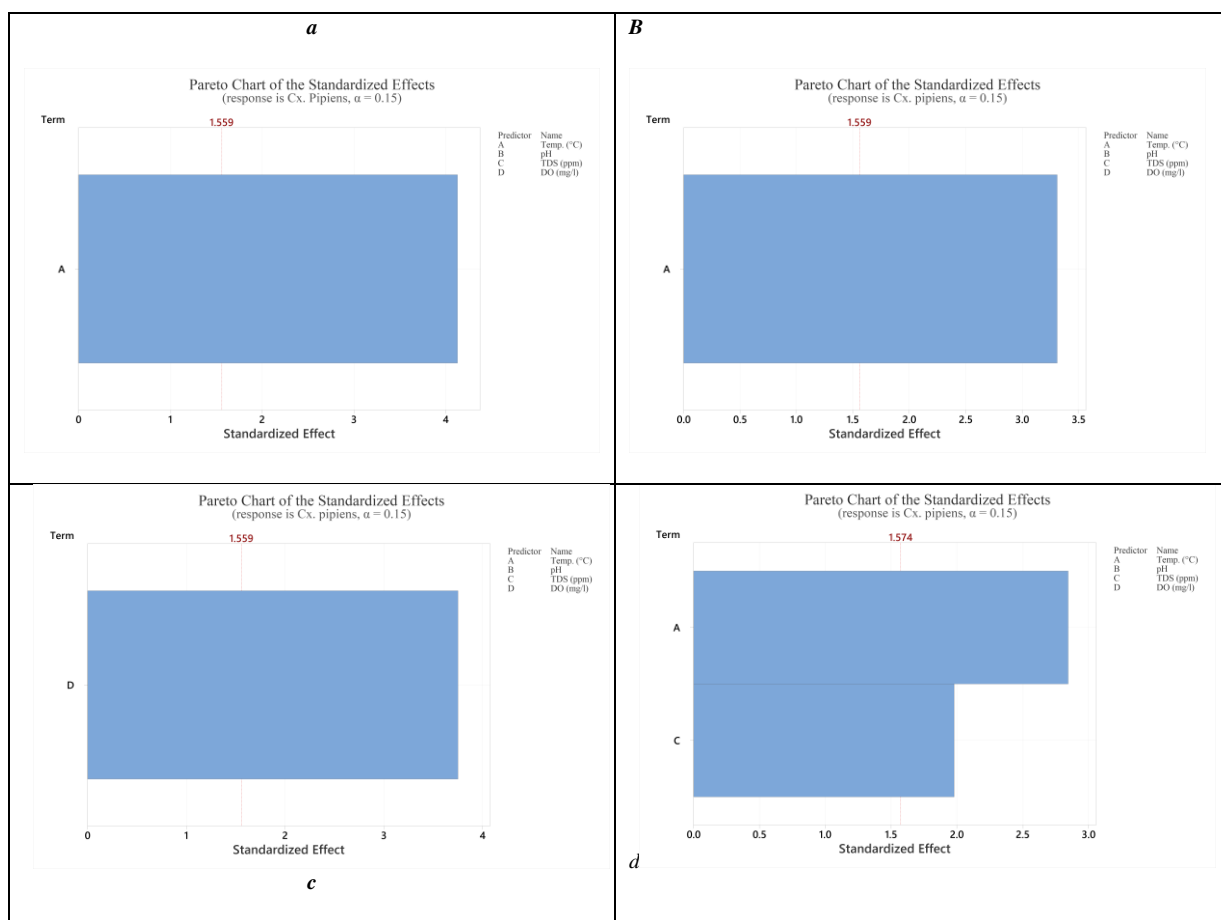 a
Pareto Chart of the Standardized Effects
(response is Cx. Pipiens, α = 0.15)
Term
1.559
Predictor Name
A Temp. (°C)
B pH
C TDS (ppm)
D DO (mg/l)
A
0 1 2 3 4
Standardized Effect
B
Pareto Chart of the Standardized Effects
(response is Cx. pipiens, α = 0.15)
Term
1.559
Predictor Name
A Temp. (°C)
B pH
C TDS (ppm)
D DO (mg/l)
A
0.0 0.5 1.0 1.5 2.0 2.5 3.0 3.5
Standardized Effect
Pareto Chart of the Standardized Effects
(response is Cx. pipiens, α = 0.15)
Term
1.559
Predictor Name
A Temp. (°C)
B pH
C TDS (ppm)
D DO (mg/l)
D
0 1 2 3 4
Standardized Effect
c
Pareto Chart of the Standardized Effects
(response is Cx. pipiens, α = 0.15)
Term
1.574
Predictor Name
A Temp. (°C)
B pH
C TDS (ppm)
D DO (mg/l)
A
C
0.0 0.5 1.0 1.5 2.0 2.5 3.0
Standardized Effect
d